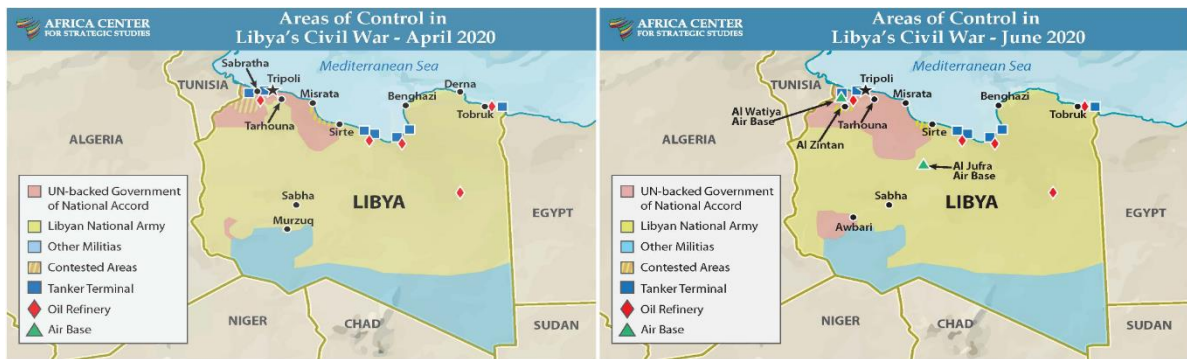 AFRICA CENTER
FOR STRATEGIC STUDIES
Areas of Control in
Libya's Civil War - April 2020
Mediterranean Sea
TUNISIA
Sabratha
Tripoli
Misrata
Tarhouna
Sirte
Benghazi
Derna
Tobruk
ALGERIA
Sabha
Murzuq
LIBYA
EGYPT
NIGER
CHAD
SUDAN
UN-backed Government
of National Accord
Libyan National Army
Other Militias
Contested Areas
Tanker Terminal
Oil Refinery
Air Base
AFRICA CENTER
FOR STRATEGIC STUDIES
Areas of Control in
Libya's Civil War - June 2020
Mediterranean Sea
TUNISIA
Tripoli
Misrata
Al Watiya
Air Base
Tarhouna
Al Zintan
Sirte
Benghazi
Tobruk
ALGERIA
Al Jufra
Air Base
Sabha
Awbari
LIBYA
EGYPT
NIGER
CHAD
SUDAN
UN-backed Government
of National Accord
Libyan National Army
Other Militias
Contested Areas
Tanker Terminal
Oil Refinery
Air Base